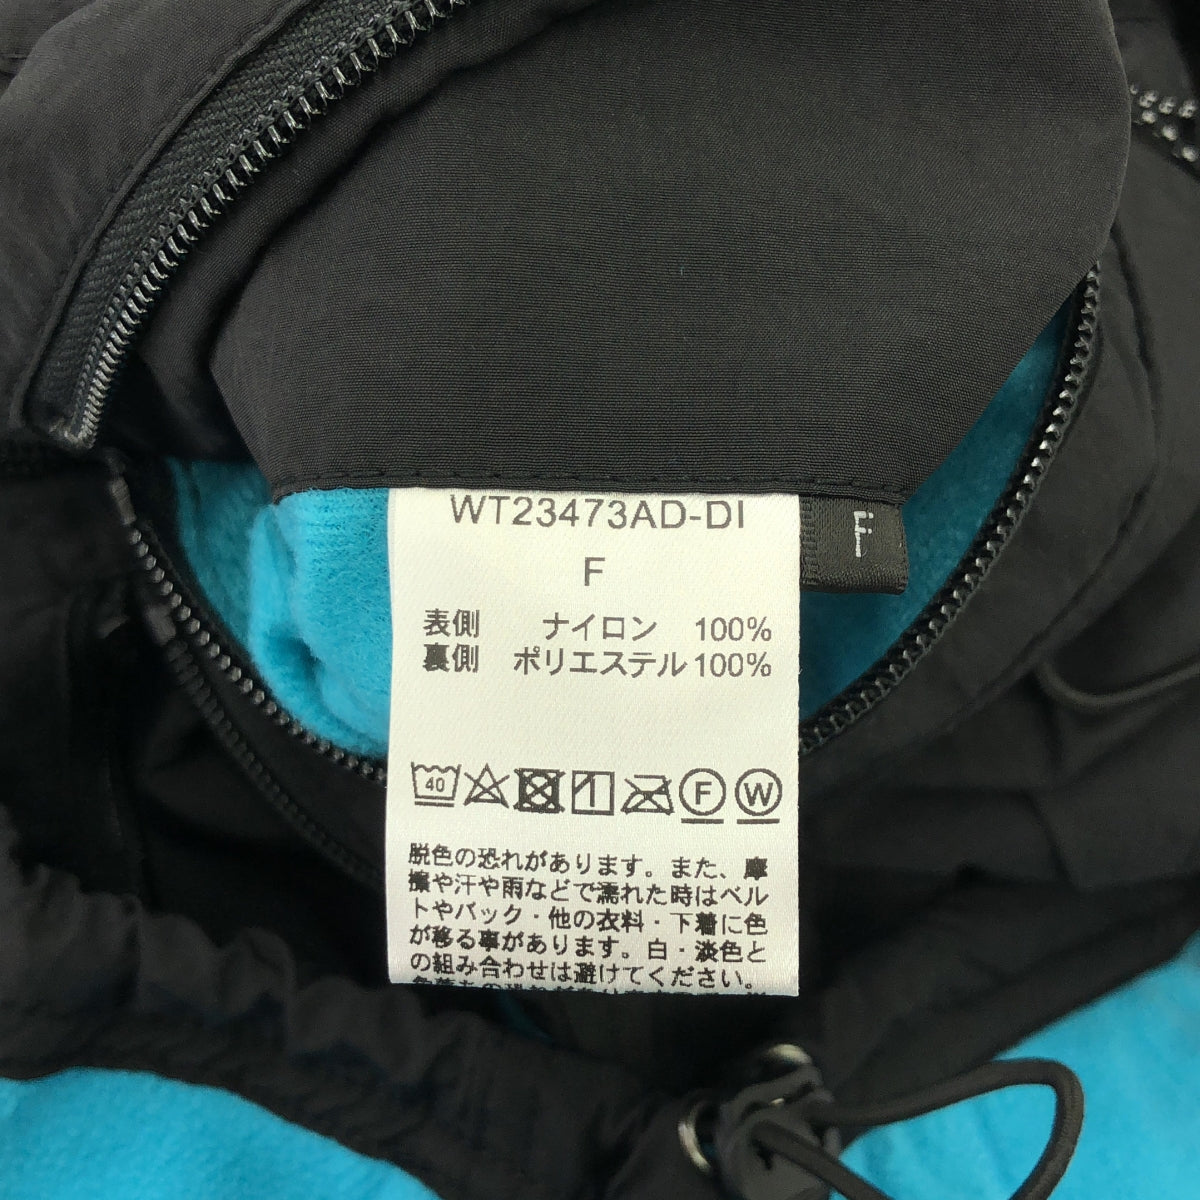 WT23473AD-DI
F
F
表側 ナイロン 100%
裏側 ポリエステル 100%
40 F W
脱色の恐れがあります。また、摩
擦や汗や雨などで濡れた時はベル
トやバック・他の衣料・下着に色
が移る事があります。白・淡色と
の組み合わせは避けてください。